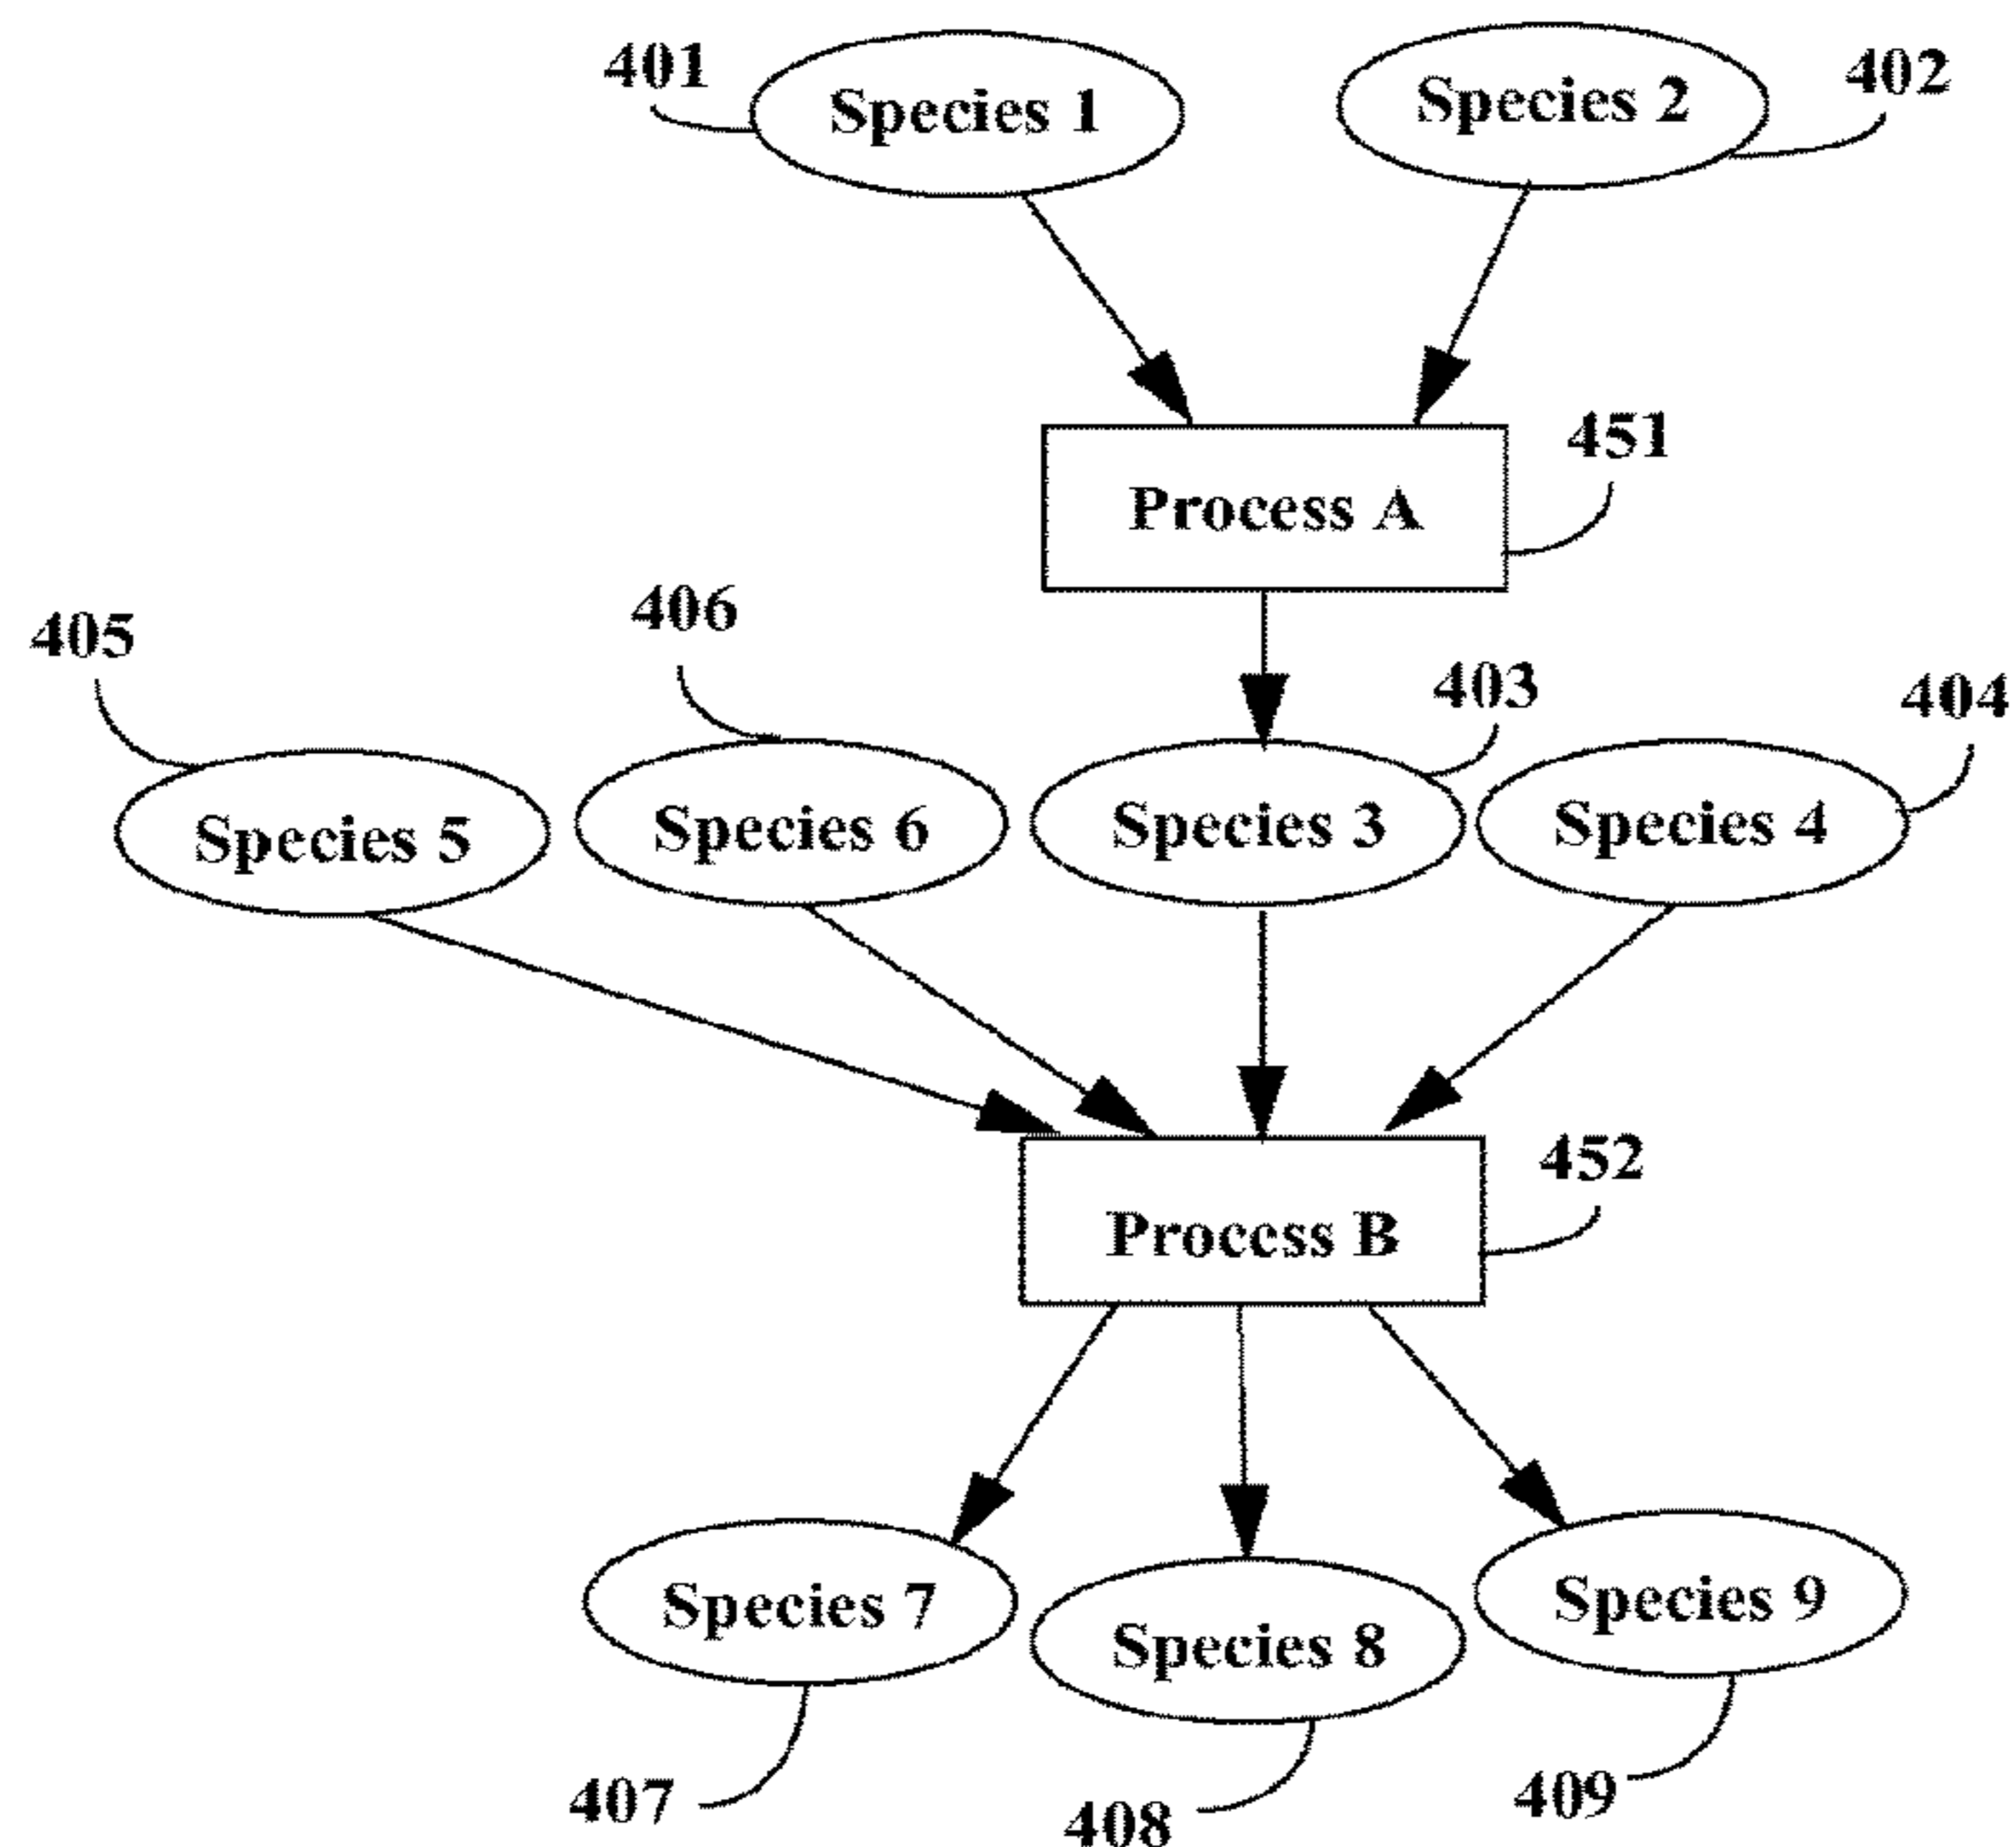 401
Species 1
Species 2
402
451
Process A
405
406
403
404
Species 5
Species 6
Species 3
Species 4
452
Process B
Species 7
Species 8
Species 9
407
408
409